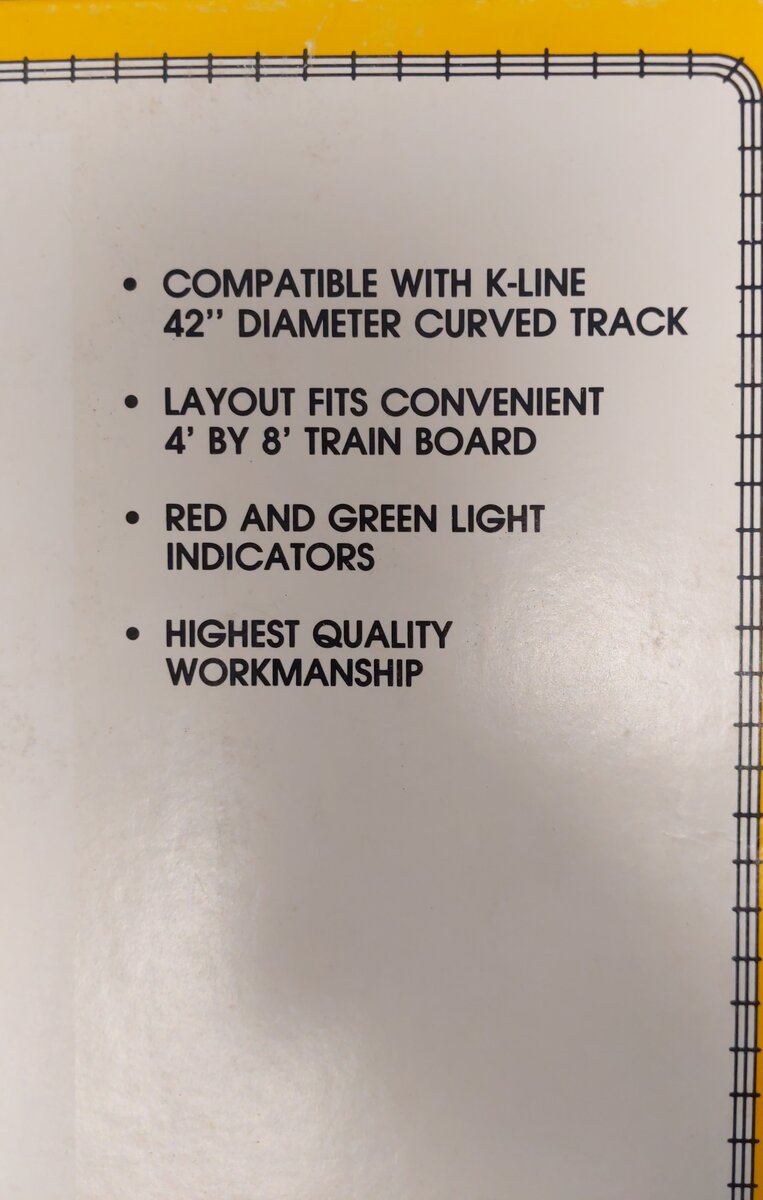 • COMPATIBLE WITH K-LINE
42'' DIAMETER CURVED TRACK
• LAYOUT FITS CONVENIENT
4' BY 8' TRAIN BOARD
• RED AND GREEN LIGHT
INDICATORS
• HIGHEST QUALITY
WORKMANSHIP